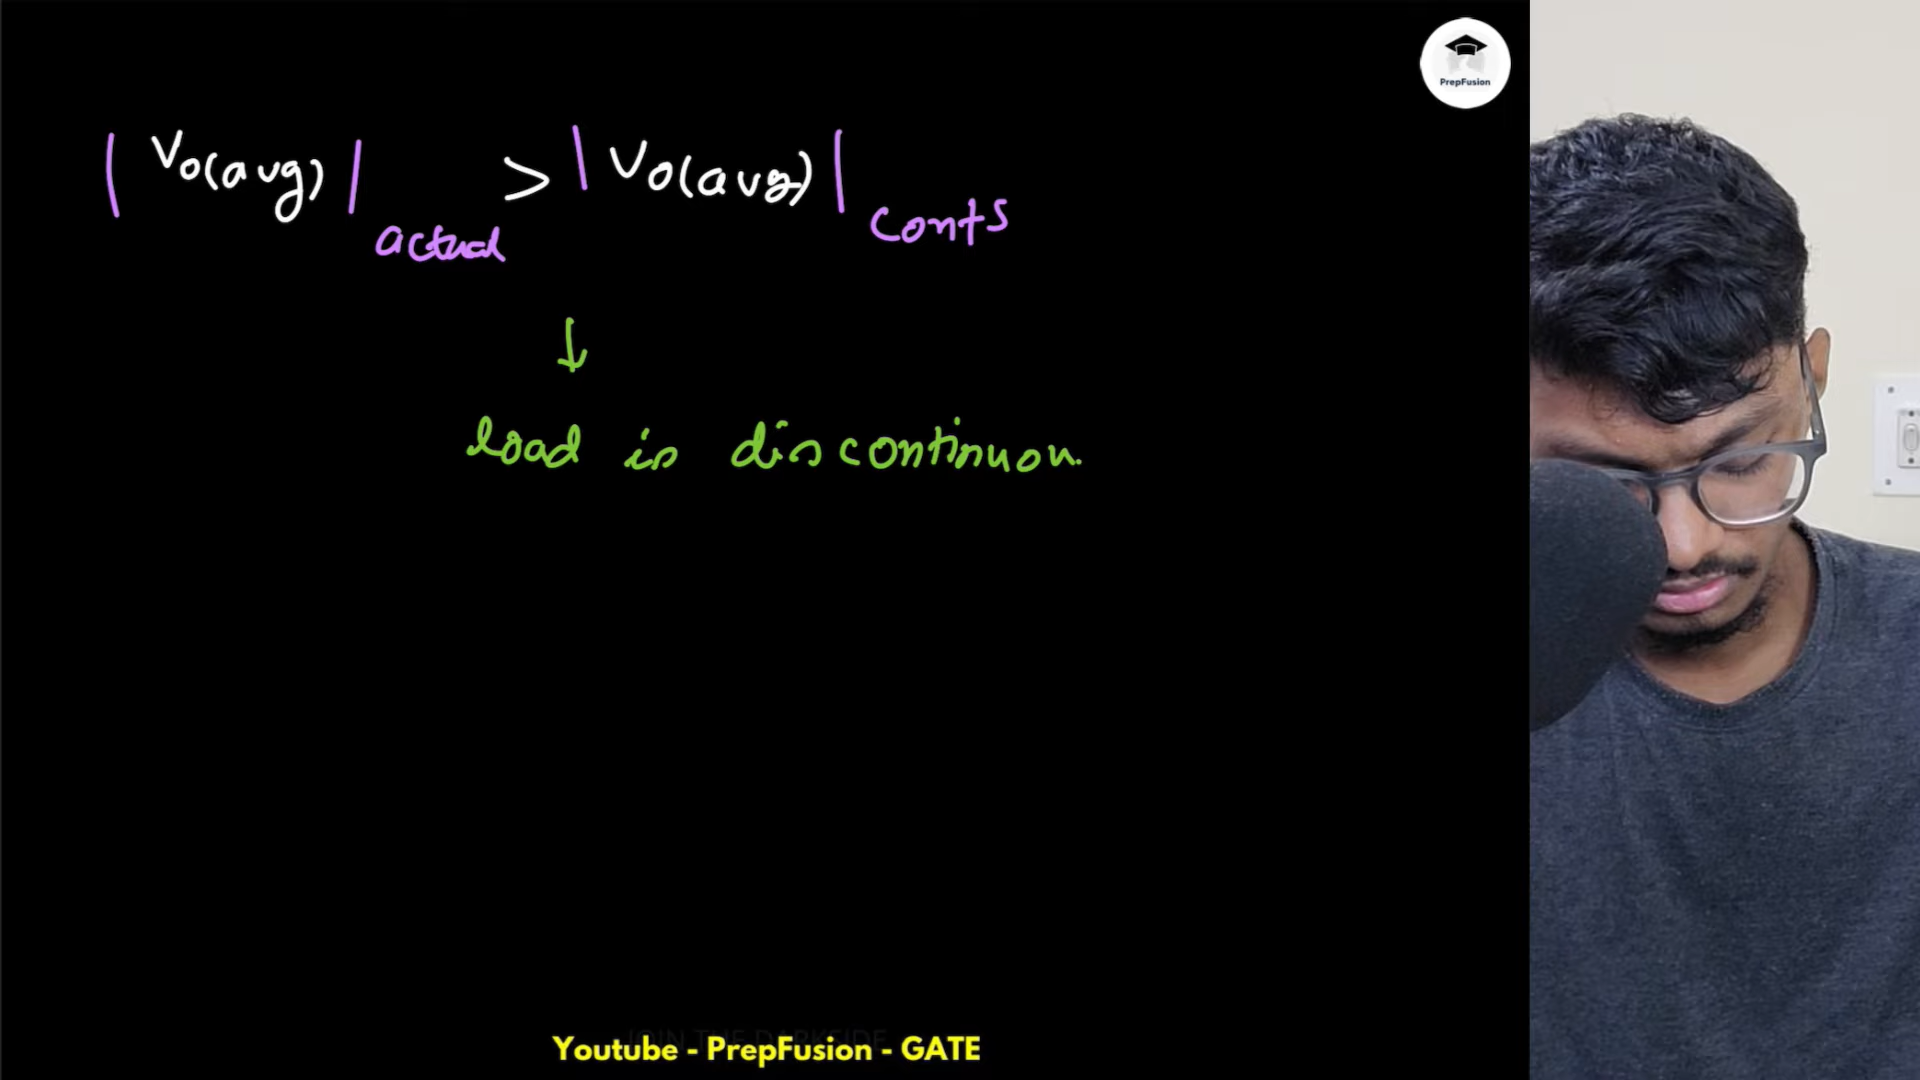 PrepFusion
| Vo(avg) | actual > | Vo(avg) | conts
↓
load is discontinuou.
Youtube - PrepFusion - GATE